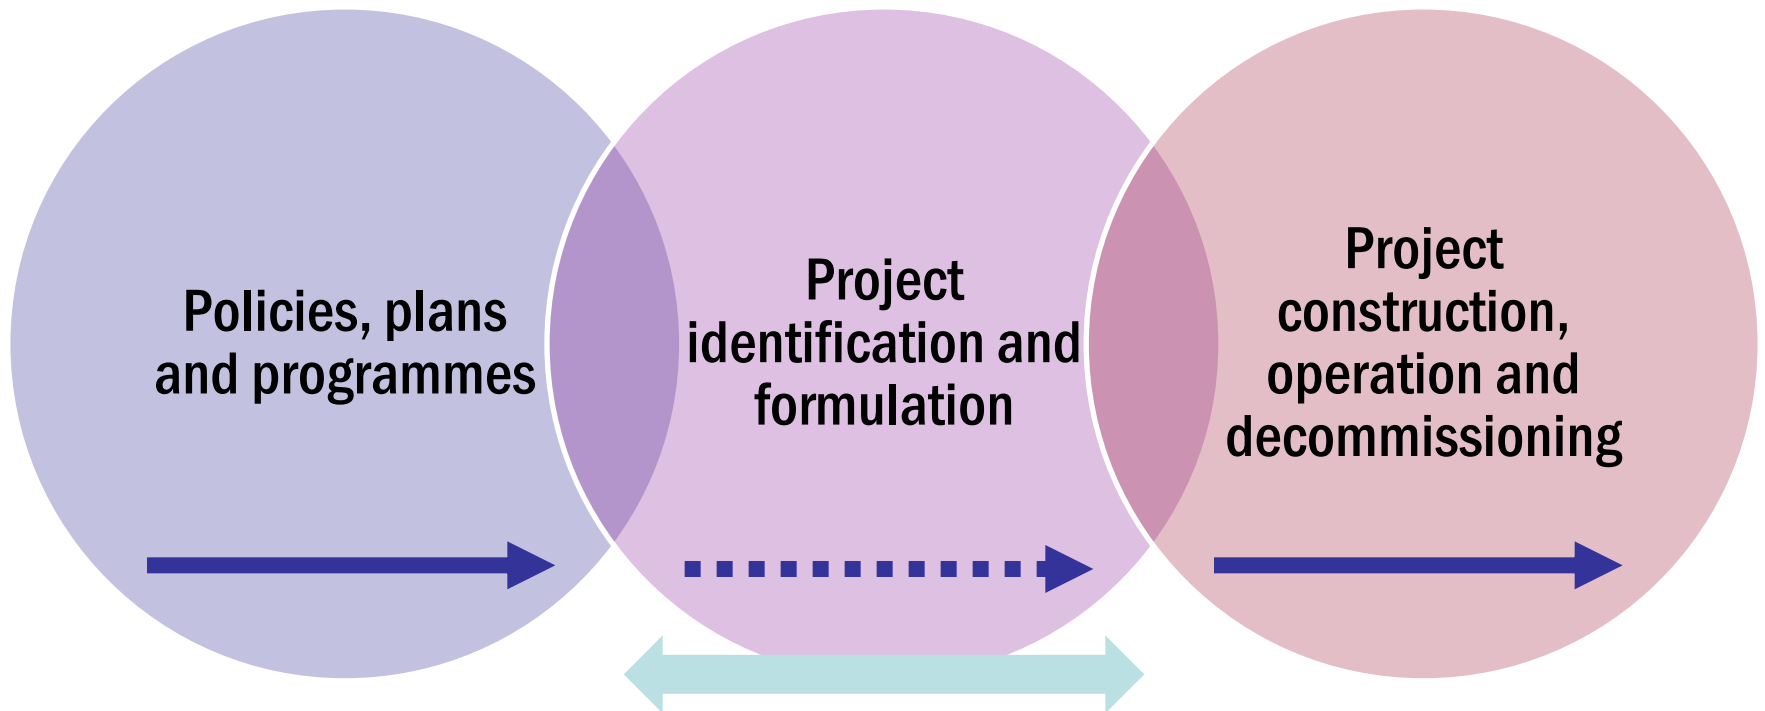 Policies, plans
and programmes
Project
identification and
formulation
Project
construction,
operation and
decommissioning